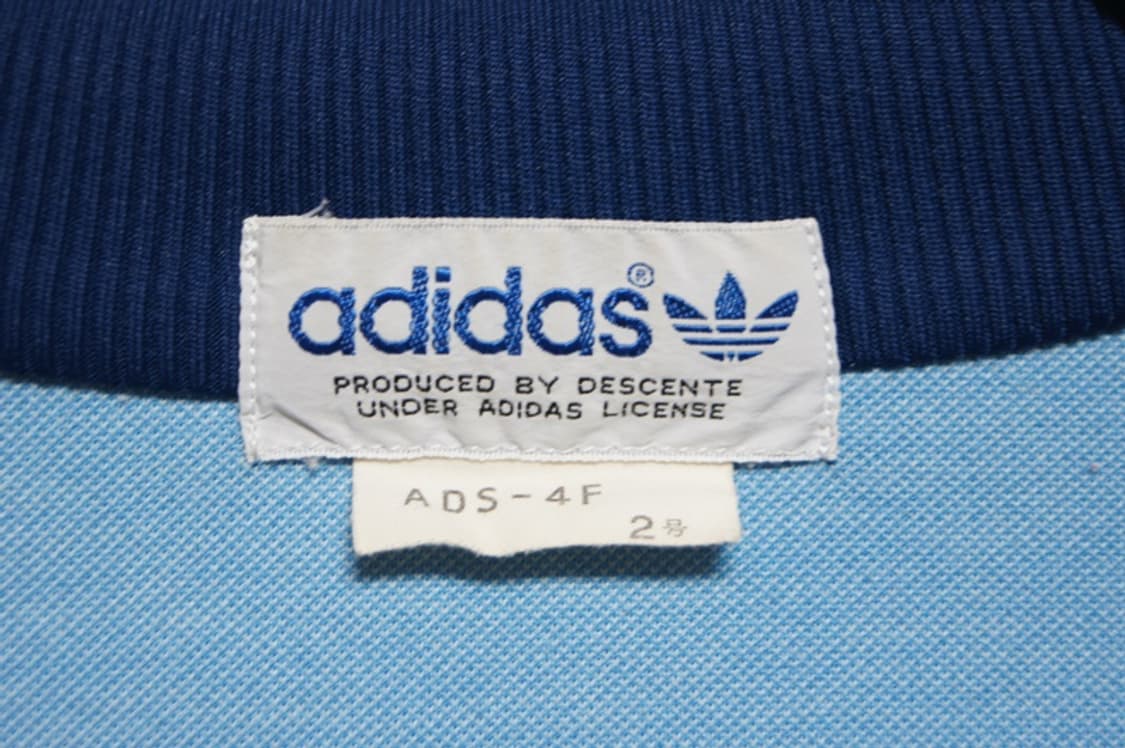 adidas®
PRODUCED BY DESCENTE
UNDER ADIDAS LICENSE
ADS-4F
2号